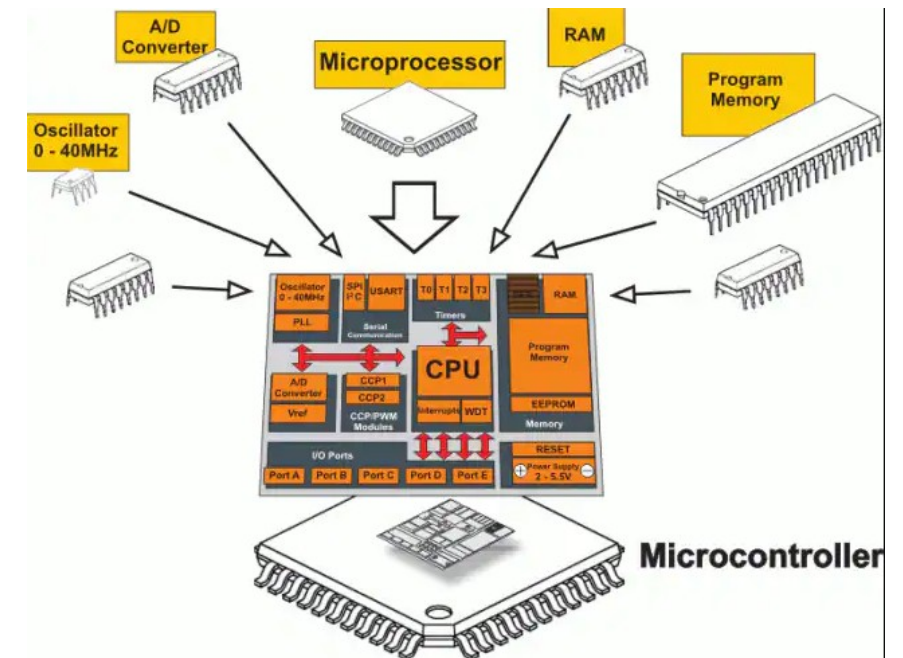 A/D
Converter
Microprocessor
RAM
Program
Memory
Oscillator
0 - 40MHz
Oscillator
0 - 40MHz
PLL
SPI
I²C
USART
Serial
Communication
T0 T1 T2 T3
Timers
RAM
Program
Memory
EEPROM
Memory
CPU
Interrupts
WDT
A/D
Converter
Vref
CCP1
CCP2
CCP/PWM
Modules
I/O Ports
Port A
Port B
Port C
Port D
Port E
RESET
+ Power Supply -
2 - 5.5V
Microcontroller